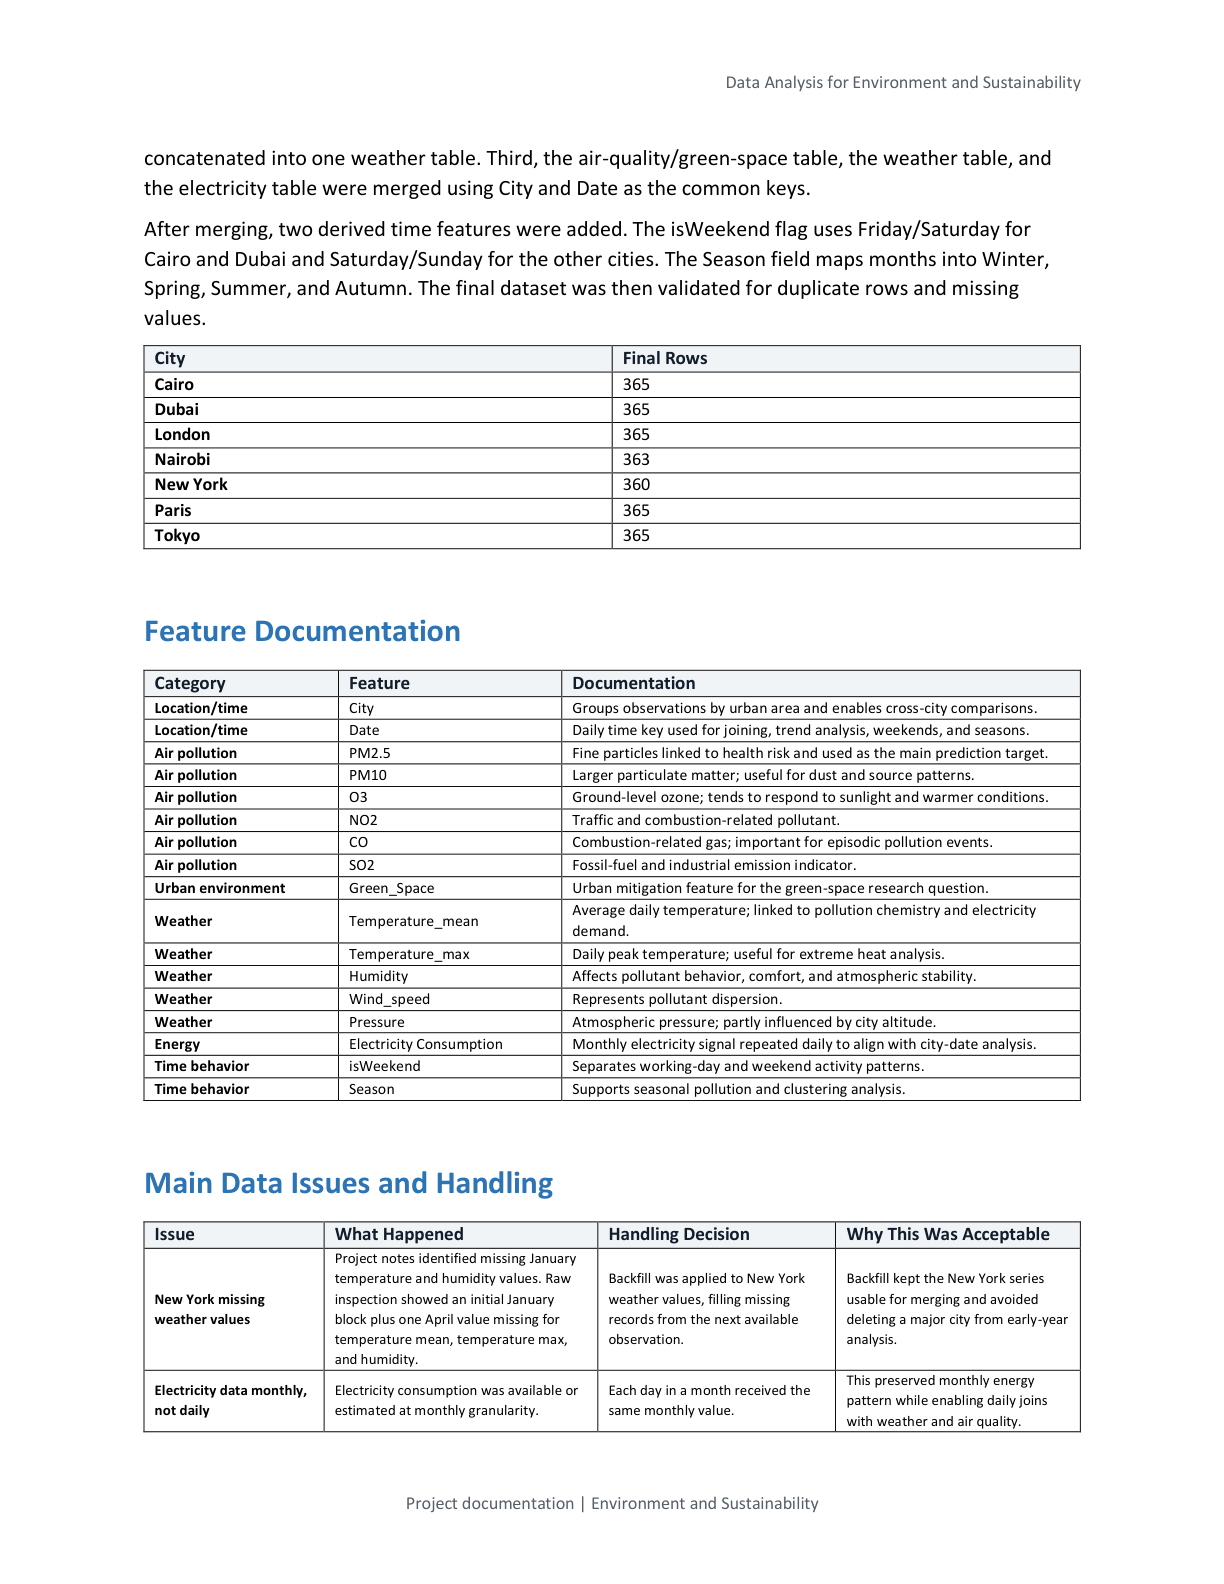 Data Analysis for Environment and Sustainability
concatenated into one weather table. Third, the air-quality/green-space table, the weather table, and
the electricity table were merged using City and Date as the common keys.
After merging, two derived time features were added. The isWeekend flag uses Friday/Saturday for
Cairo and Dubai and Saturday/Sunday for the other cities. The Season field maps months into Winter,
Spring, Summer, and Autumn. The final dataset was then validated for duplicate rows and missing
values.
City Final Rows
Cairo 365
Dubai 365
London 365
Nairobi 363
New York 360
Paris 365
Tokyo 365
Feature Documentation
Category Feature Documentation
Location/time City Groups observations by urban area and enables cross-city comparisons.
Location/time Date Daily time key used for joining, trend analysis, weekends, and seasons.
Air pollution PM2.5 Fine particles linked to health risk and used as the main prediction target.
Air pollution PM10 Larger particulate matter; useful for dust and source patterns.
Air pollution O3 Ground-level ozone; tends to respond to sunlight and warmer conditions.
Air pollution NO2 Traffic and combustion-related pollutant.
Air pollution CO Combustion-related gas; important for episodic pollution events.
Air pollution SO2 Fossil-fuel and industrial emission indicator.
Urban environment Green_Space Urban mitigation feature for the green-space research question.
Weather Temperature_mean Average daily temperature; linked to pollution chemistry and electricity
demand.
Weather Temperature_max Daily peak temperature; useful for extreme heat analysis.
Weather Humidity Affects pollutant behavior, comfort, and atmospheric stability.
Weather Wind_speed Represents pollutant dispersion.
Weather Pressure Atmospheric pressure; partly influenced by city altitude.
Energy Electricity Consumption Monthly electricity signal repeated daily to align with city-date analysis.
Time behavior isWeekend Separates working-day and weekend activity patterns.
Time behavior Season Supports seasonal pollution and clustering analysis.
Main Data Issues and Handling
Issue What Happened Handling Decision Why This Was Acceptable
New York missing
weather values
Project notes identified missing January
temperature and humidity values. Raw
inspection showed an initial January
block plus one April value missing for
temperature mean, temperature max,
and humidity.
Backfill was applied to New York
weather values, filling missing
records from the next available
observation.
Backfill kept the New York series
usable for merging and avoided
deleting a major city from early-year
analysis.
Electricity data monthly,
not daily
Electricity consumption was available or
estimated at monthly granularity.
Each day in a month received the
same monthly value.
This preserved monthly energy
pattern while enabling daily joins
with weather and air quality.
Project documentation | Environment and Sustainability